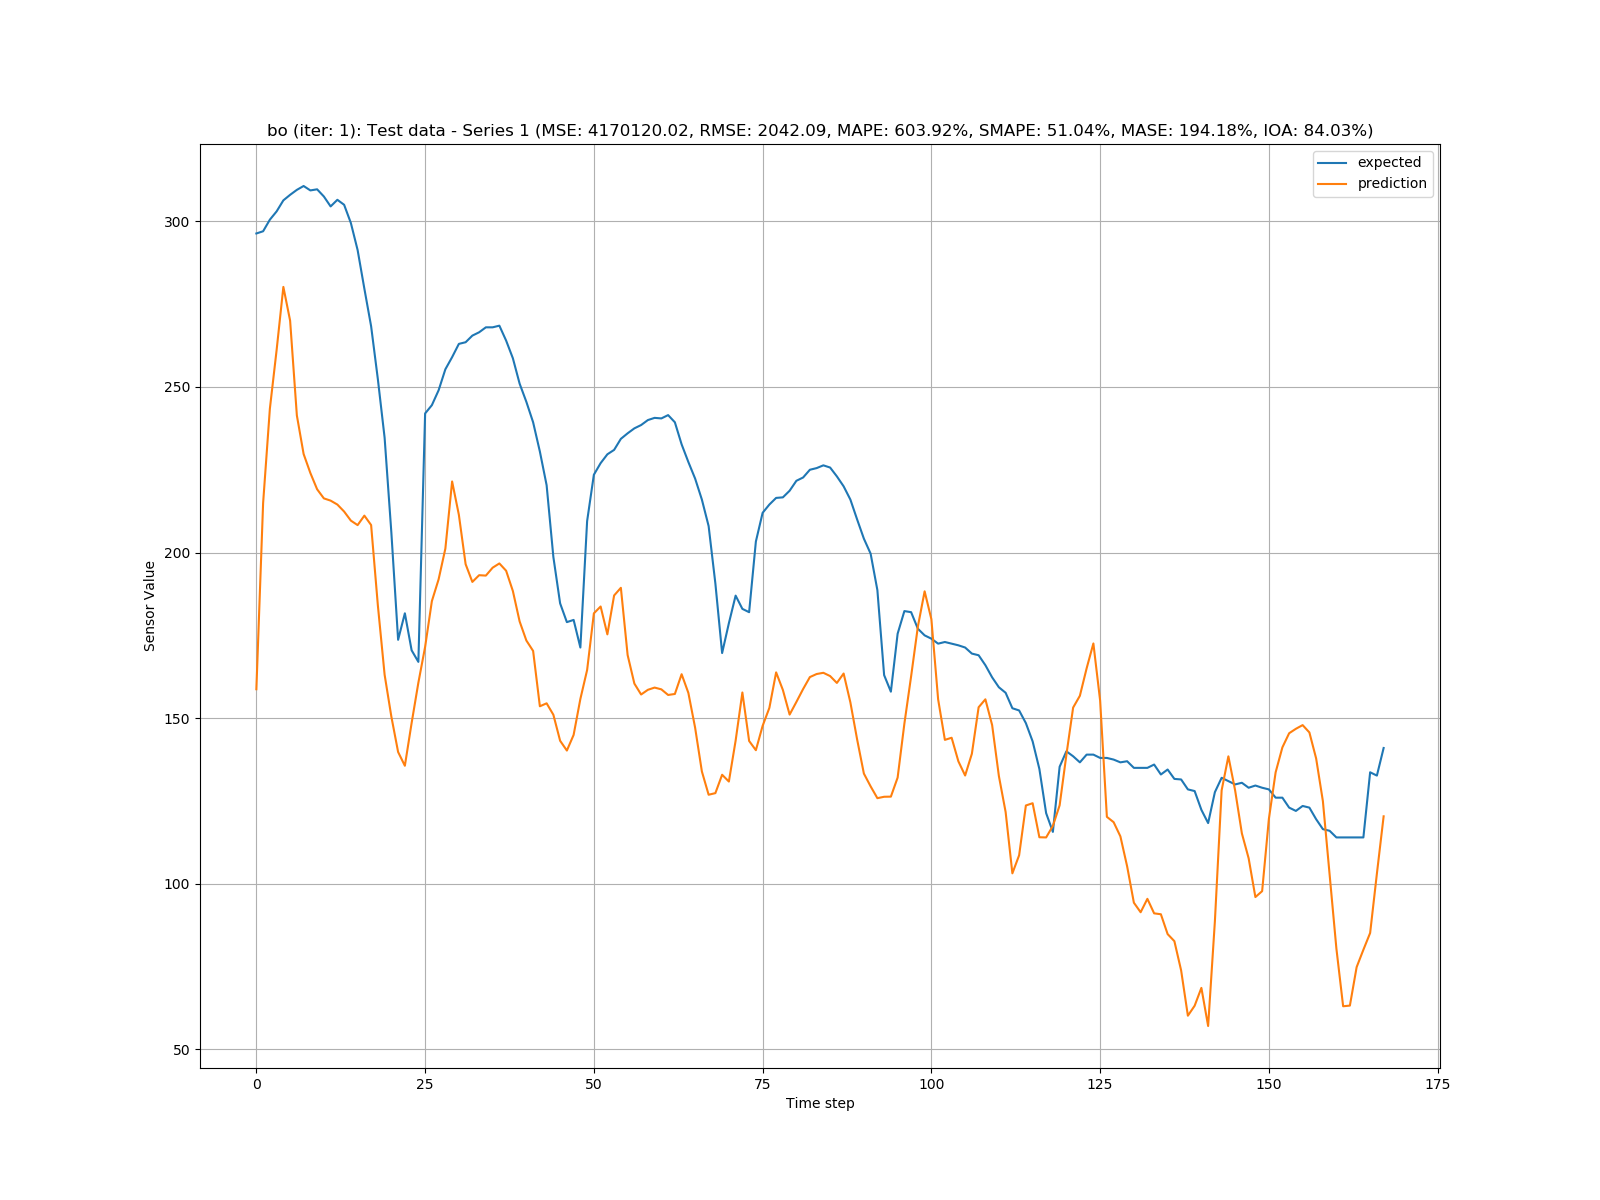 bo (iter: 1): Test data - Series 1 (MSE: 4170120.02, RMSE: 2042.09, MAPE: 603.92%, SMAPE: 51.04%, MASE: 194.18%, IOA: 84.03%)
expected
prediction
300
250
200
150
100
50
Sensor Value
0 25 50 75 100 125 150 175
Time step